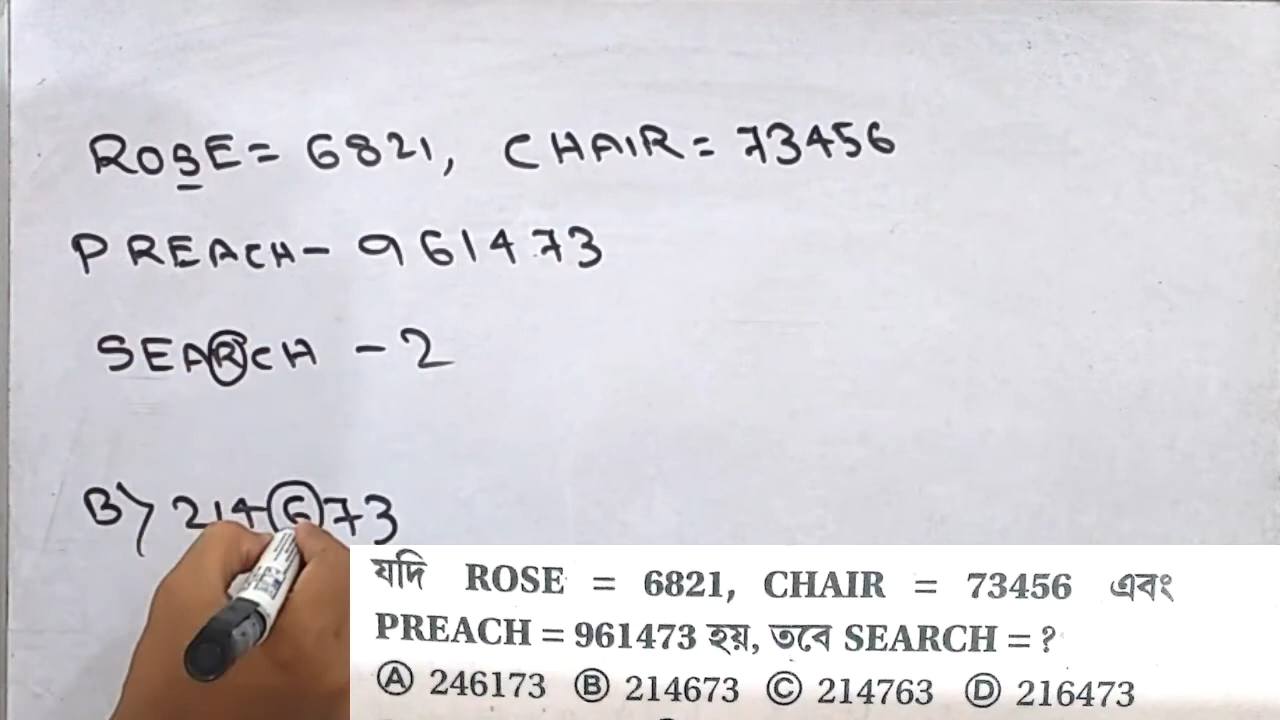 ROSE = 6821, CHAIR = 73456
PREACH - 961473
SEARCH - 2
B) 214673
যদি ROSE = 6821, CHAIR = 73456 এবং
PREACH = 961473 হয়, তবে SEARCH = ?
Ⓐ 246173 Ⓑ 214673 Ⓒ 214763 Ⓓ 216473